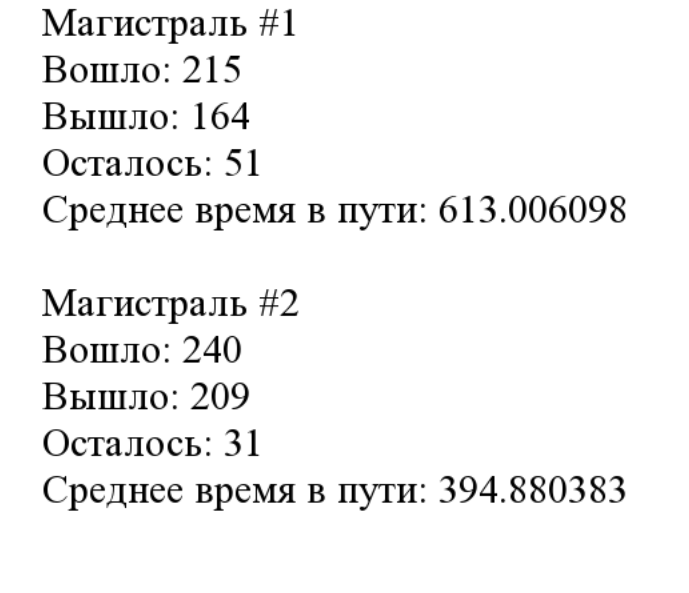 Магистраль #1
Вошло: 215
Вышло: 164
Осталось: 51
Среднее время в пути: 613.006098
Магистраль #2
Вошло: 240
Вышло: 209
Осталось: 31
Среднее время в пути: 394.880383